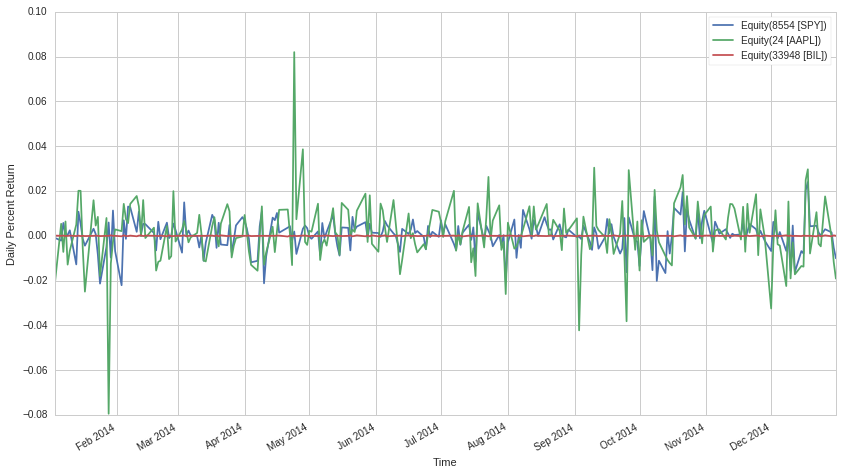 0.10
0.08
0.06
0.04
0.02
0.00
−0.02
−0.04
−0.06
−0.08
Daily Percent Return
Equity(8554 [SPY])
Equity(24 [AAPL])
Equity(33948 [BIL])
Feb 2014
Mar 2014
Apr 2014
May 2014
Jun 2014
Jul 2014
Aug 2014
Sep 2014
Oct 2014
Nov 2014
Dec 2014
Time